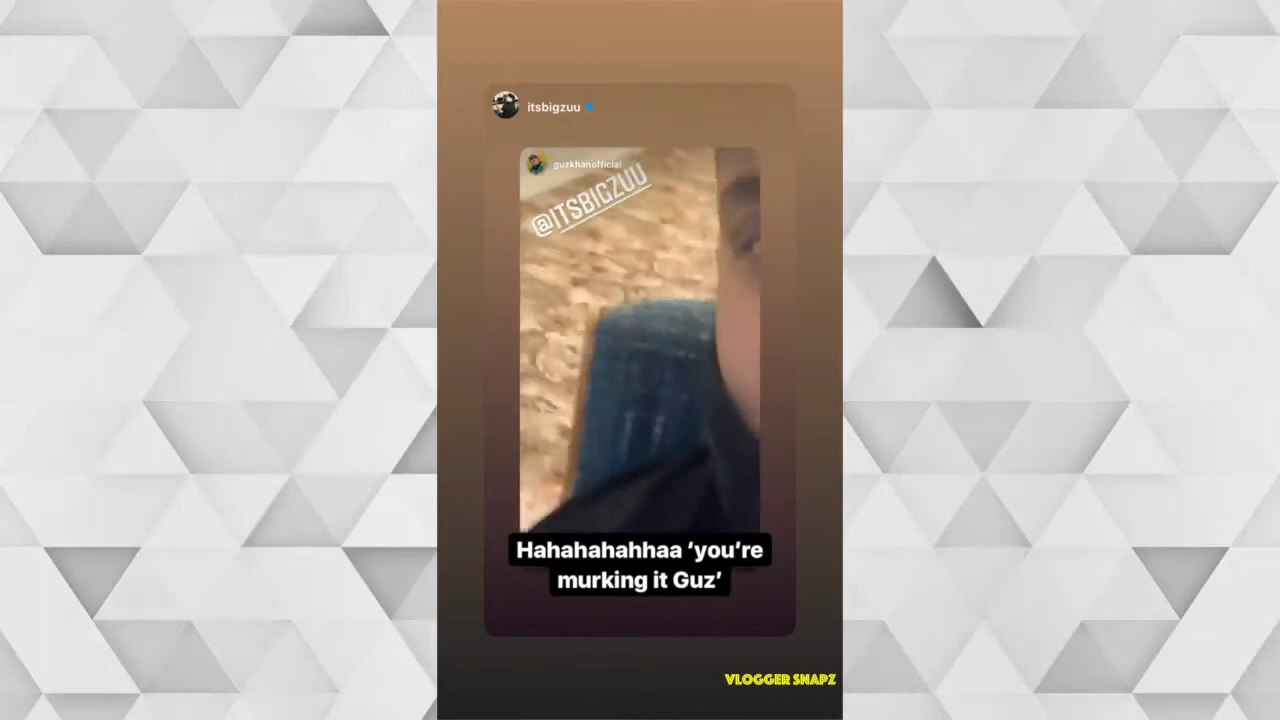 itsbigzuu
guzkhanofficial
@ITSBIGZUU
Hahahahahhaa ‘you’re
murking it Guz’
VLOGGER SNAPZ